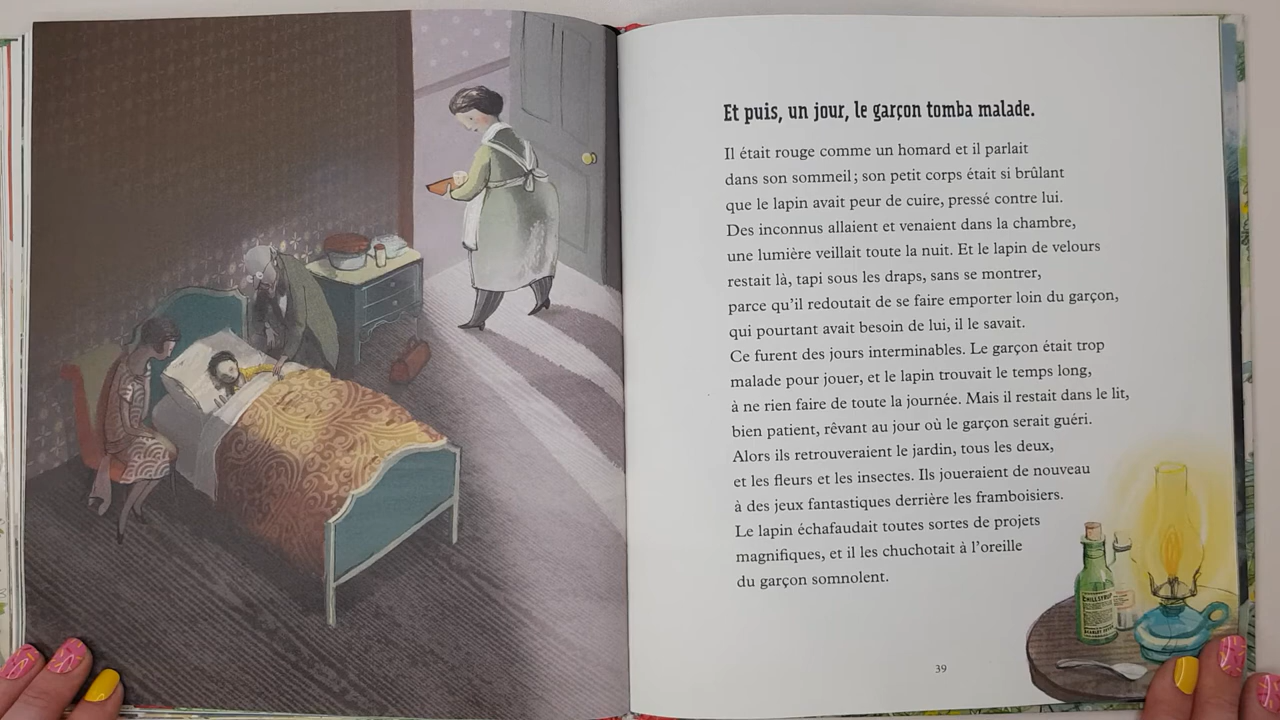 Et puis, un jour, le garçon tomba malade.
Il était rouge comme un homard et il parlait
dans son sommeil ; son petit corps était si brûlant
que le lapin avait peur de cuire, pressé contre lui.
Des inconnus allaient et venaient dans la chambre,
une lumière veillait toute la nuit. Et le lapin de velours
restait là, tapi sous les draps, sans se montrer,
parce qu’il redoutait de se faire emporter loin du garçon,
qui pourtant avait besoin de lui, il le savait.
Ce furent des jours interminables. Le garçon était trop
malade pour jouer, et le lapin trouvait le temps long,
à ne rien faire de toute la journée. Mais il restait dans le lit,
bien patient, rêvant au jour où le garçon serait guéri.
Alors ils retrouveraient le jardin, tous les deux,
et les fleurs et les insectes. Ils joueraient de nouveau
à des jeux fantastiques derrière les framboisiers.
Le lapin échafaudait toutes sortes de projets
magnifiques, et il les chuchotait à l’oreille
du garçon somnolent.
CHILL SYRUP
SCARLET FEVER
39